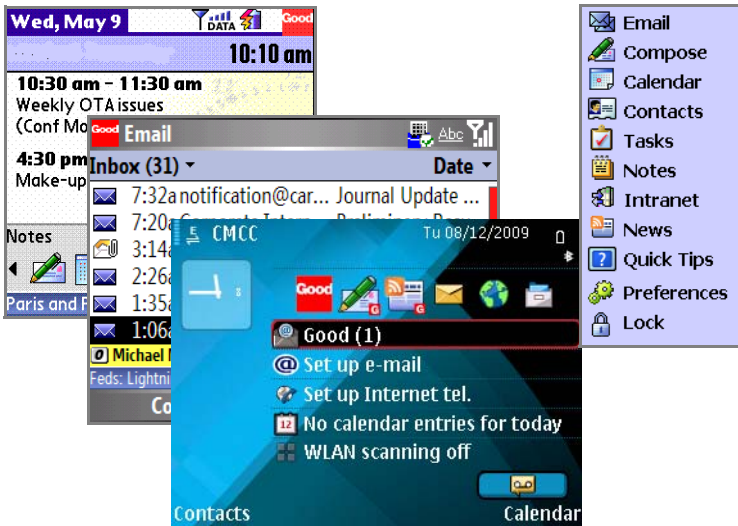 Wed, May 9
DATA
Good
10:10 am
10:30 am - 11:30 am
Weekly OTA issues
(Conf
4:30 pm
Make-up
Notes
Paris and
Good Email
Abc
Inbox (31)
Date
7:32a notification@car... Journal Update ...
7:20a
3:14a
2:26a
1:35a
1:06a
Michael
Feds:
CMCC
Tu 08/12/2009
Good
Good (1)
Set up e-mail
Set up Internet tel.
12 No calendar entries for today
WLAN scanning off
Contacts
Calendar
Email
Compose
Calendar
Contacts
Tasks
Notes
Intranet
News
Quick Tips
Preferences
Lock